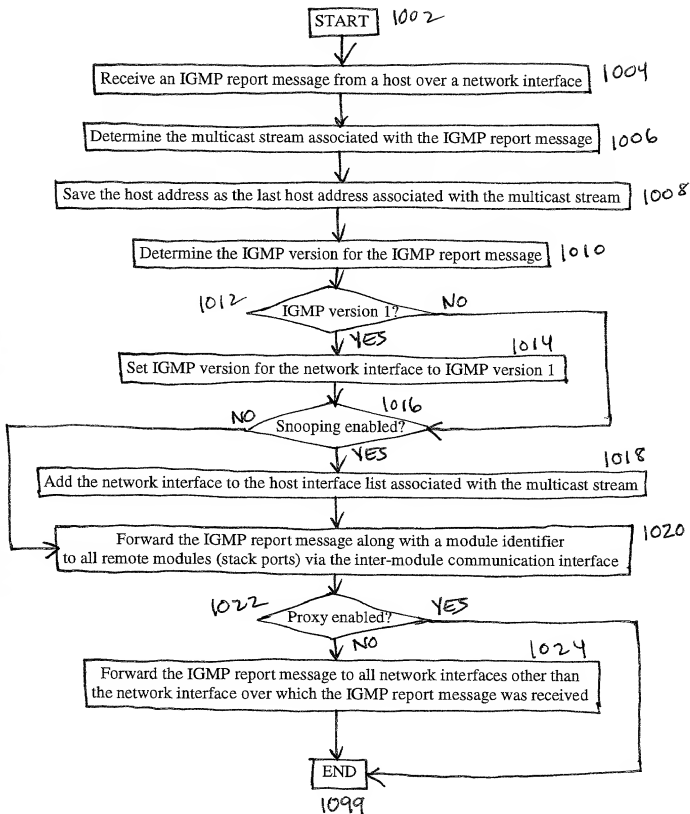 START 1002
Receive an IGMP report message from a host over a network interface 1004
Determine the multicast stream associated with the IGMP report message 1006
Save the host address as the last host address associated with the multicast stream 1008
Determine the IGMP version for the IGMP report message 1010
1012 IGMP version 1? NO
YES
1014
Set IGMP version for the network interface to IGMP version 1
1016
NO Snooping enabled?
YES
1018
Add the network interface to the host interface list associated with the multicast stream
Forward the IGMP report message along with a module identifier 1020
to all remote modules (stack ports) via the inter-module communication interface
1022 Proxy enabled? YES
NO
1024
Forward the IGMP report message to all network interfaces other than
the network interface over which the IGMP report message was received
END
1099